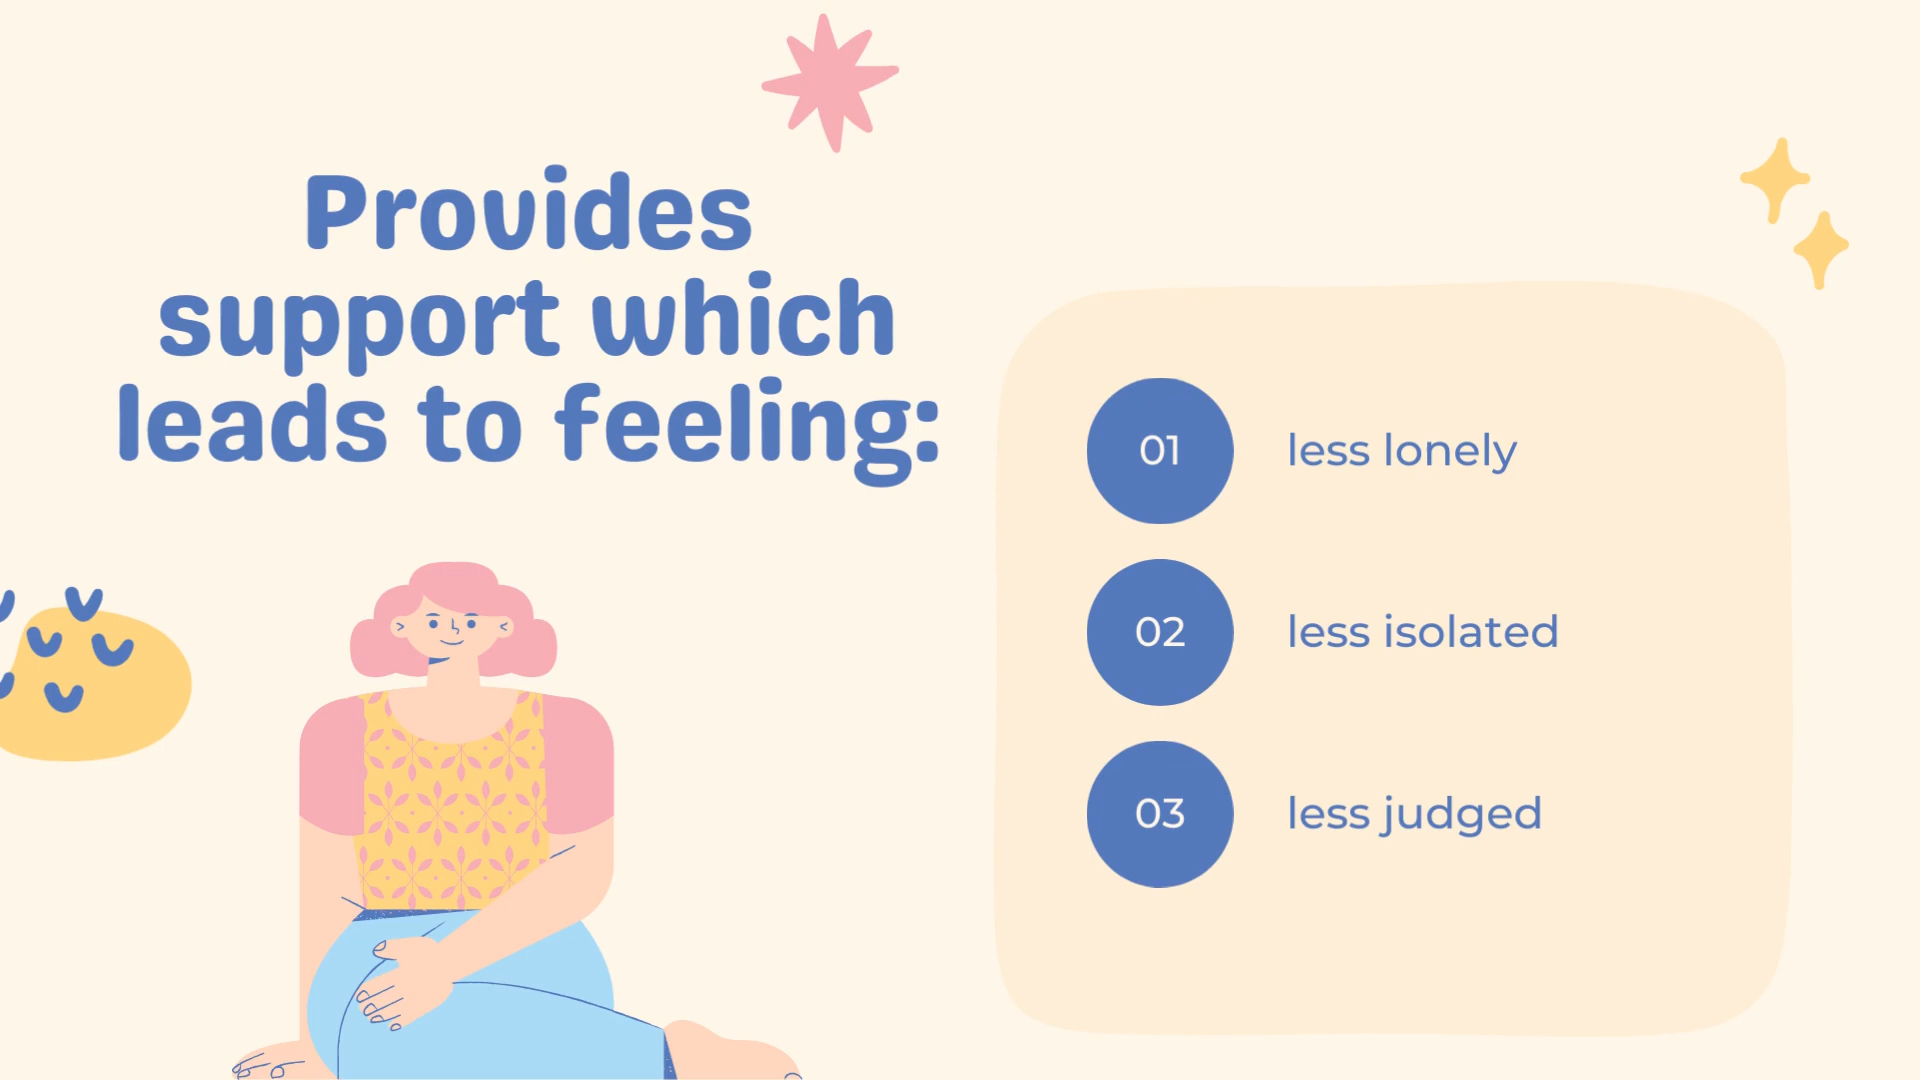 Provides
support which
leads to feeling:
01 less lonely
02 less isolated
03 less judged